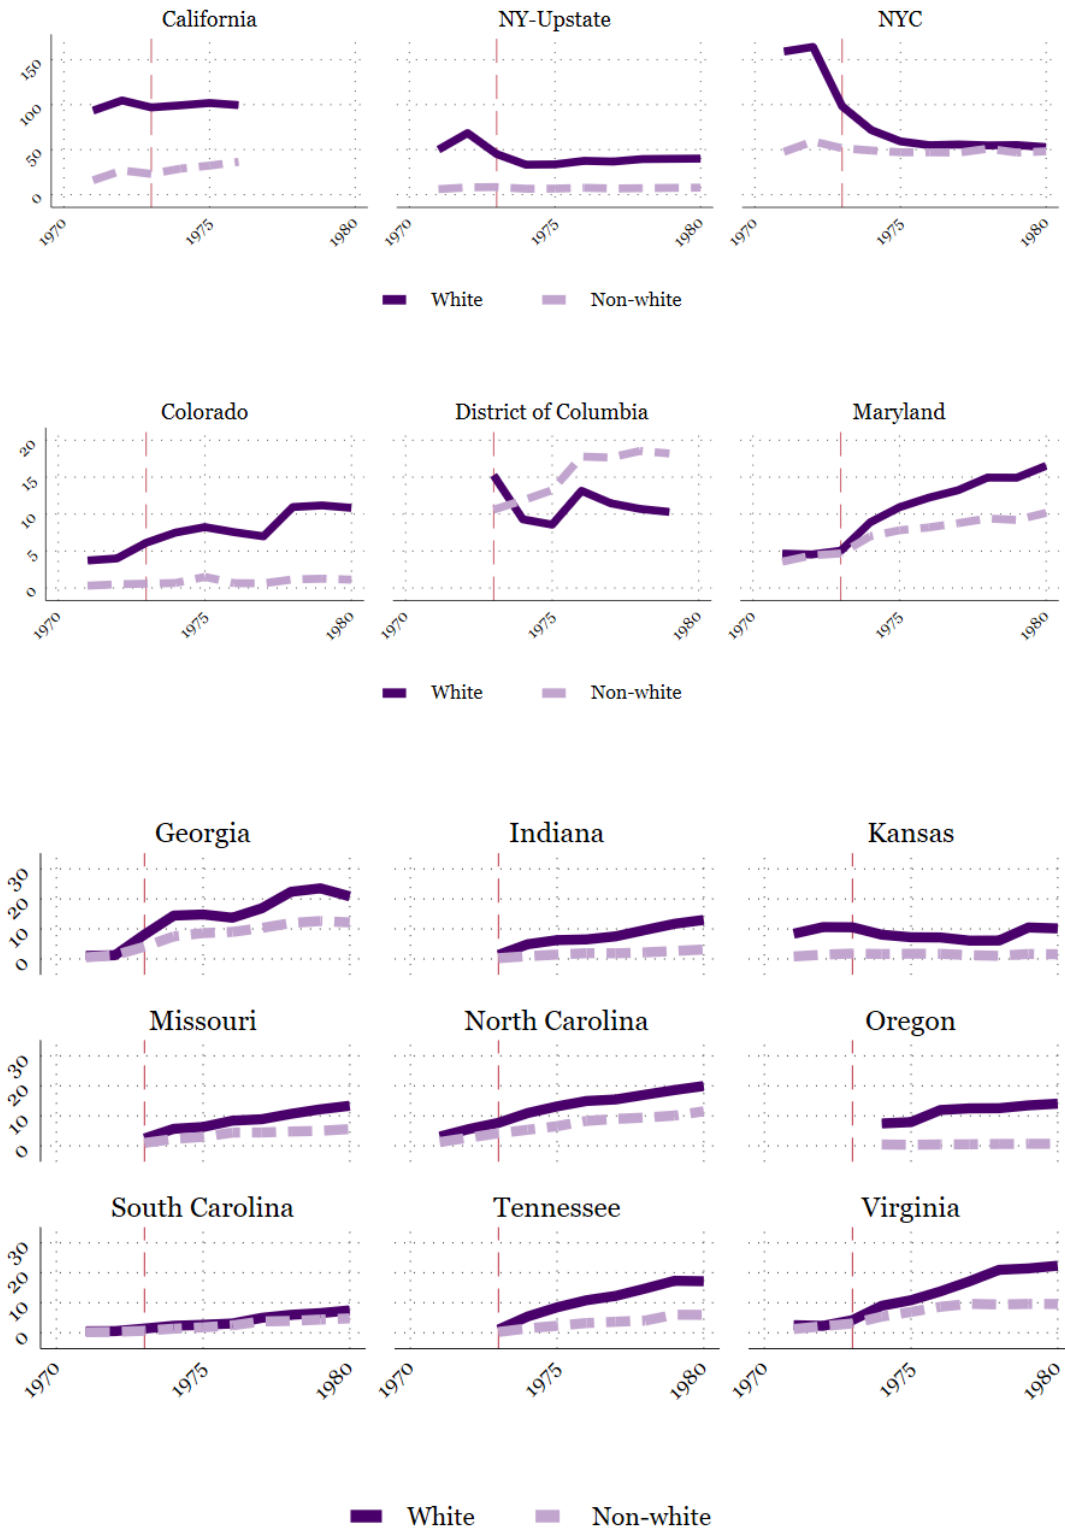 California NY-Upstate NYC
150
100
50
0
1970 1975 1980 1970 1975 1980 1970 1975 1980
White Non-white
Colorado District of Columbia Maryland
20
15
10
5
0
1970 1975 1980 1970 1975 1980 1970 1975 1980
White Non-white
Georgia Indiana Kansas
30
20
10
0
Missouri North Carolina Oregon
30
20
10
0
South Carolina Tennessee Virginia
30
20
10
0
1970 1975 1980 1970 1975 1980 1970 1975 1980
White Non-white